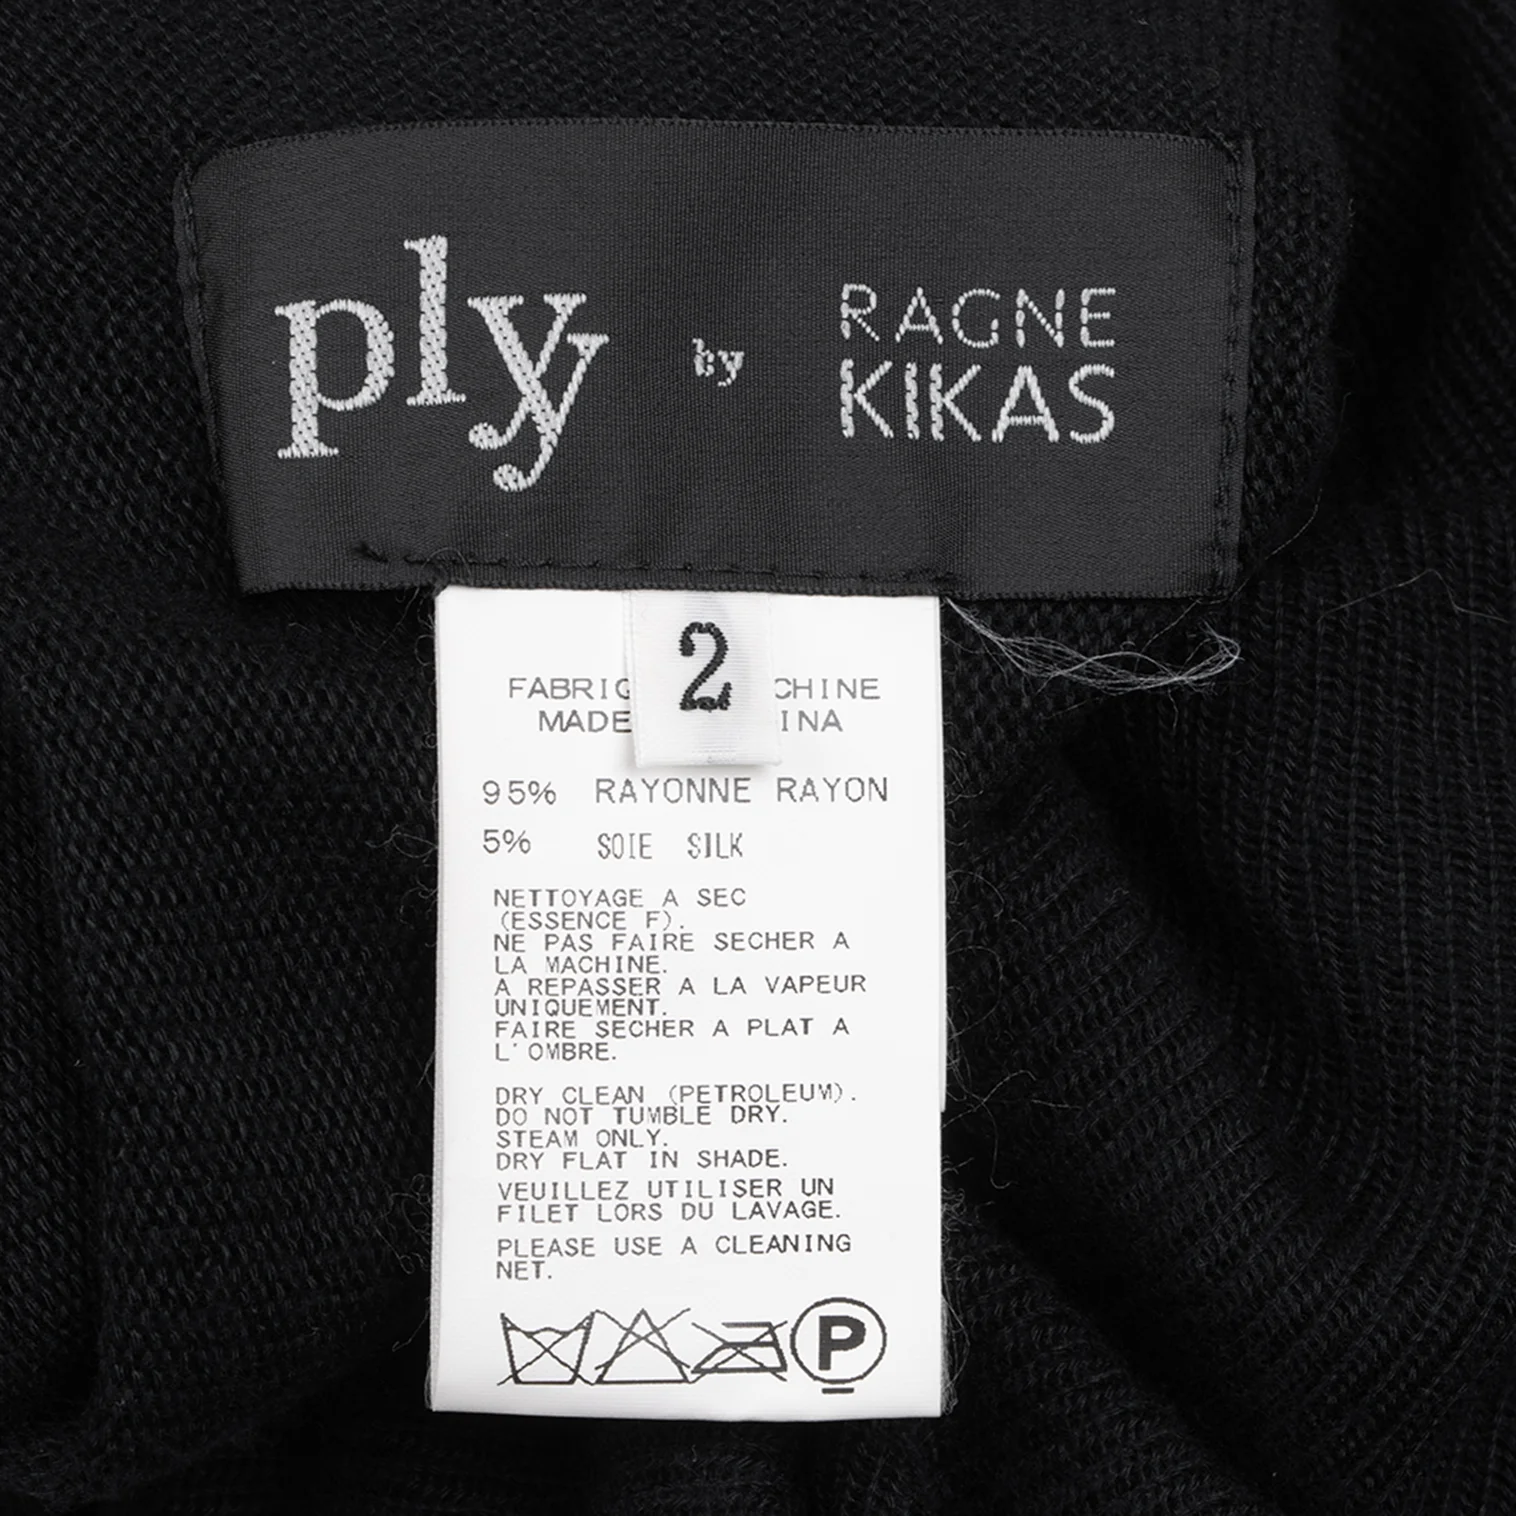 ply by RAGNE
KIKAS
2
FABRIQ CHINE
MADE INA
95% RAYONNE RAYON
5% SOIE SILK
NETTOYAGE A SEC
(ESSENCE F).
NE PAS FAIRE SECHER A
LA MACHINE.
A REPASSER A LA VAPEUR
UNIQUEMENT.
FAIRE SECHER A PLAT A
L'OMBRE.
DRY CLEAN (PETROLEUM).
DO NOT TUMBLE DRY.
STEAM ONLY.
DRY FLAT IN SHADE.
VEUILLEZ UTILISER UN
FILET LORS DU LAVAGE.
PLEASE USE A CLEANING
NET.
P